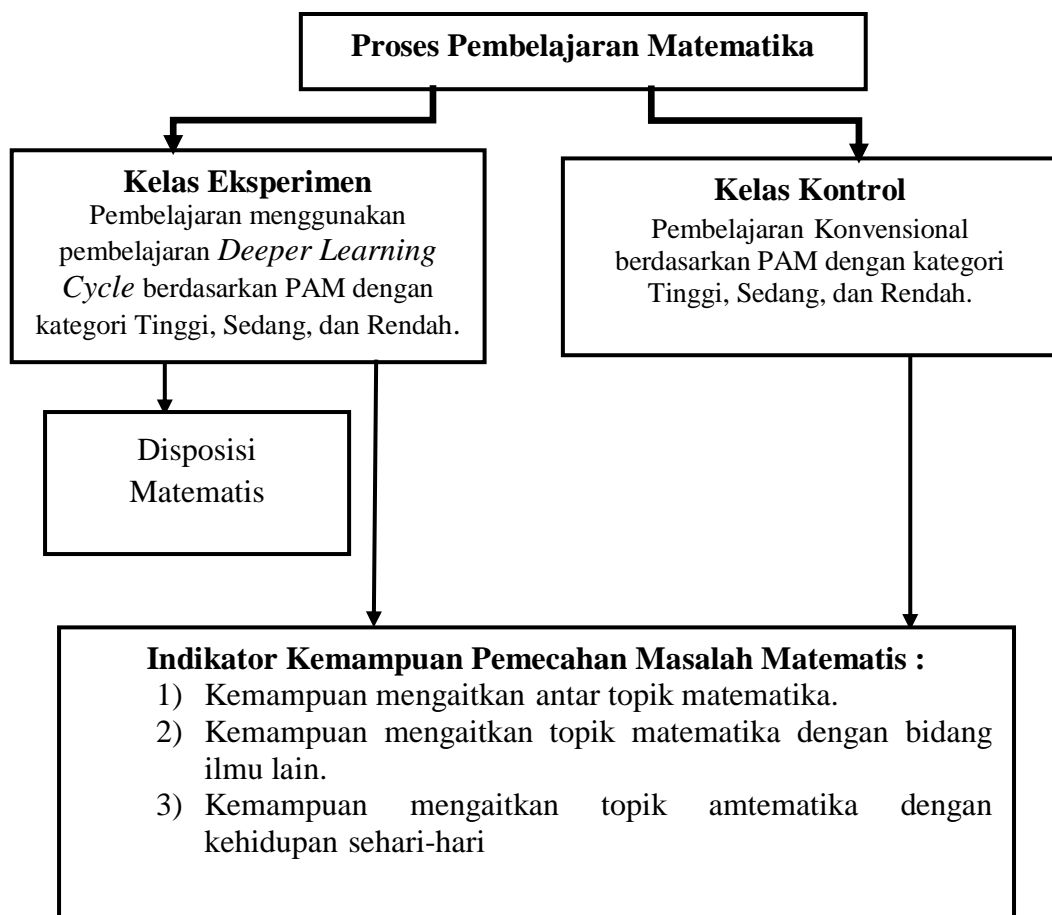 Proses Pembelajaran Matematika
Kelas Eksperimen
Pembelajaran menggunakan
pembelajaran Deeper Learning
Cycle berdasarkan PAM dengan
kategori Tinggi, Sedang, dan Rendah.
Kelas Kontrol
Pembelajaran Konvensional
berdasarkan PAM dengan kategori
Tinggi, Sedang, dan Rendah.
Disposisi
Matematis
Indikator Kemampuan Pemecahan Masalah Matematis :
1) Kemampuan mengaitkan antar topik matematika.
2) Kemampuan mengaitkan topik matematika dengan bidang
ilmu lain.
3) Kemampuan mengaitkan topik amtematika dengan
kehidupan sehari-hari